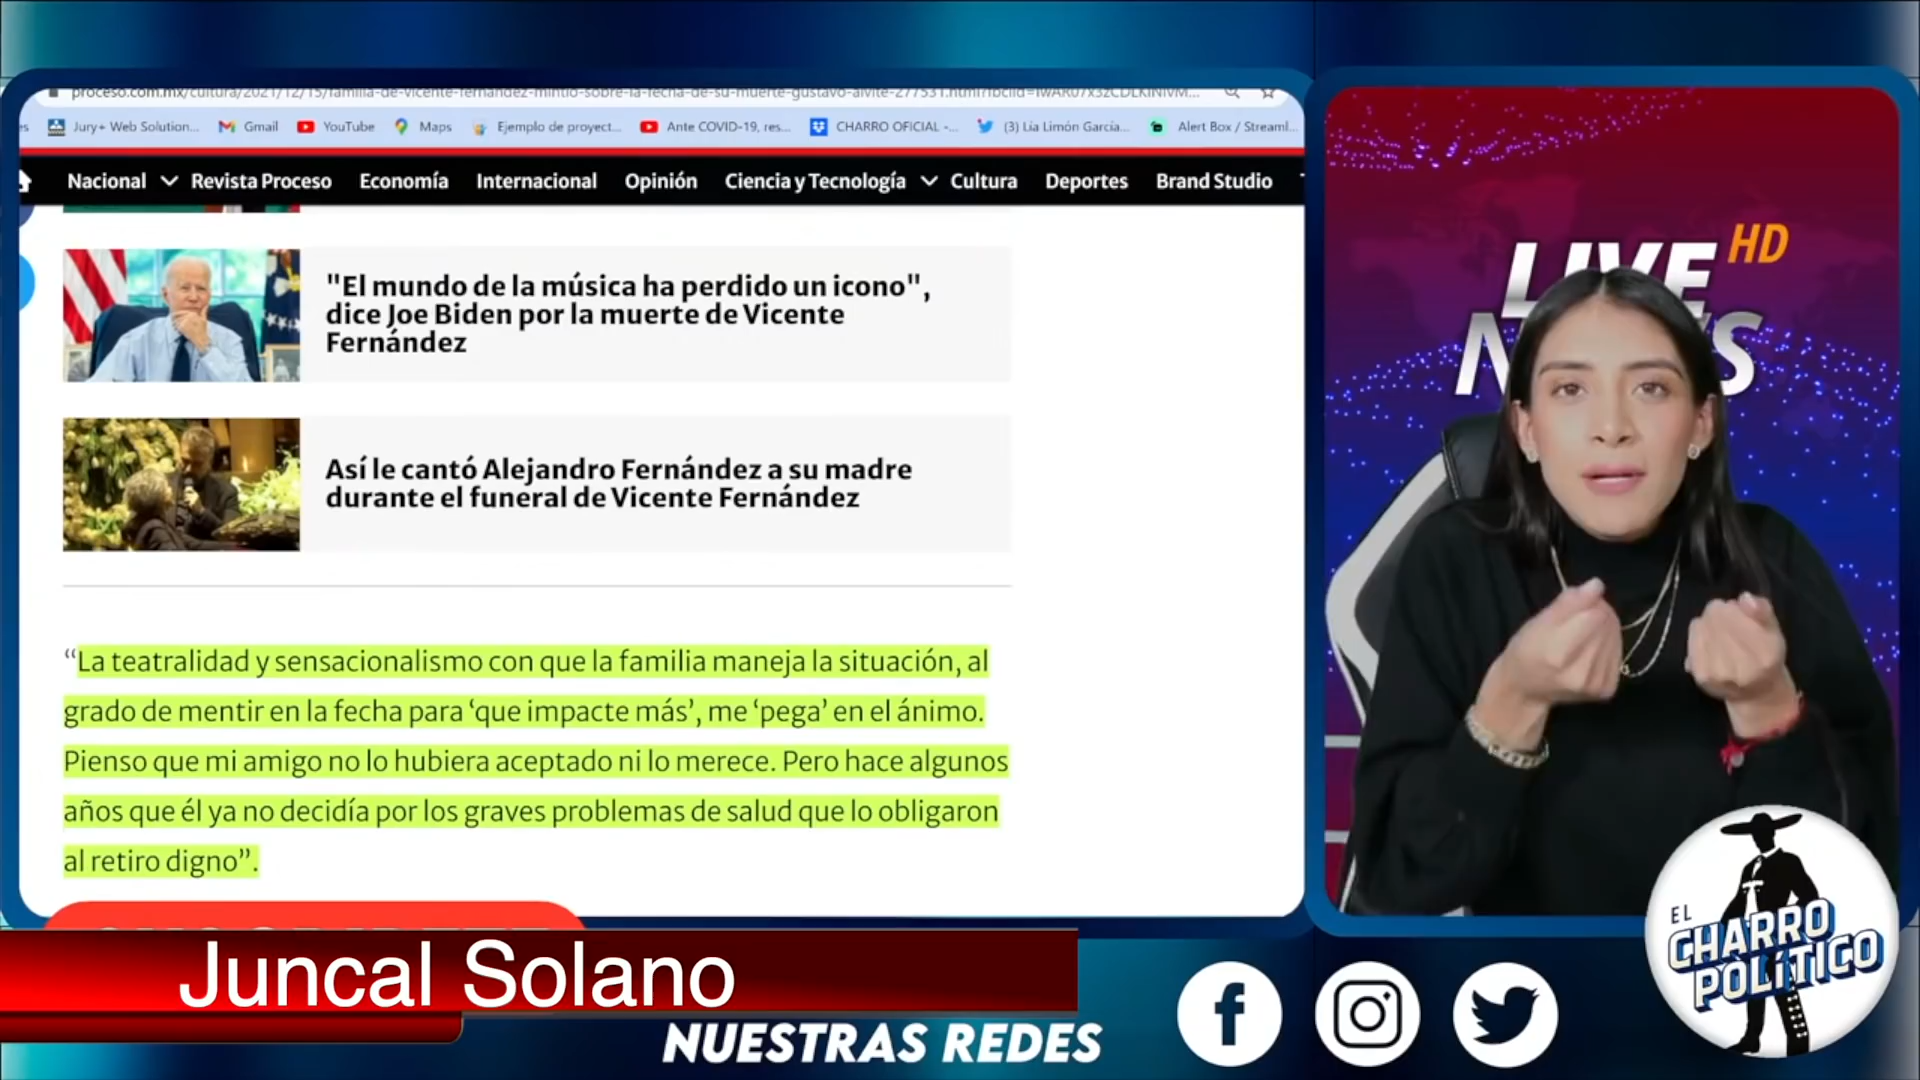 proceso.com.mx/cultura/2021/12/15/familia-de-vicente-fernandez-mintio-sobre-la-fecha-de-su-muerte-gustavo-alvite-277531.html
es Jury+ Web Solution... Gmail YouTube Maps Ejemplo de proyect... Ante COVID-19, res... CHARRO OFICIAL -... (3) Lía Limón García... Alert Box / Streaml...
Nacional Revista Proceso Economía Internacional Opinión Ciencia y Tecnología Cultura Deportes Brand Studio
"El mundo de la música ha perdido un icono",
dice Joe Biden por la muerte de Vicente
Fernández
Así le cantó Alejandro Fernández a su madre
durante el funeral de Vicente Fernández
“La teatralidad y sensacionalismo con que la familia maneja la situación, al
grado de mentir en la fecha para ‘que impacte más’, me ‘pega’ en el ánimo.
Pienso que mi amigo no lo hubiera aceptado ni lo merece. Pero hace algunos
años que él ya no decidía por los graves problemas de salud que lo obligaron
al retiro digno”.
LIVE HD
Juncal Solano
NUESTRAS REDES
EL
CHARRO
POLÍTICO